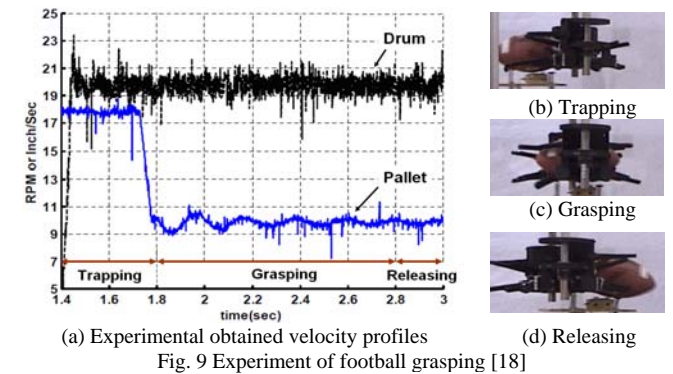 25
23
21
19
17
15
13
11
9
7
5
RPM or Inch/Sec
Drum
Pallet
Trapping Grasping Releasing
1.4 1.6 1.8 2 2.2 2.4 2.6 2.8 3
time(sec)
(a) Experimental obtained velocity profiles
(b) Trapping
(c) Grasping
(d) Releasing
Fig. 9 Experiment of football grasping [18]